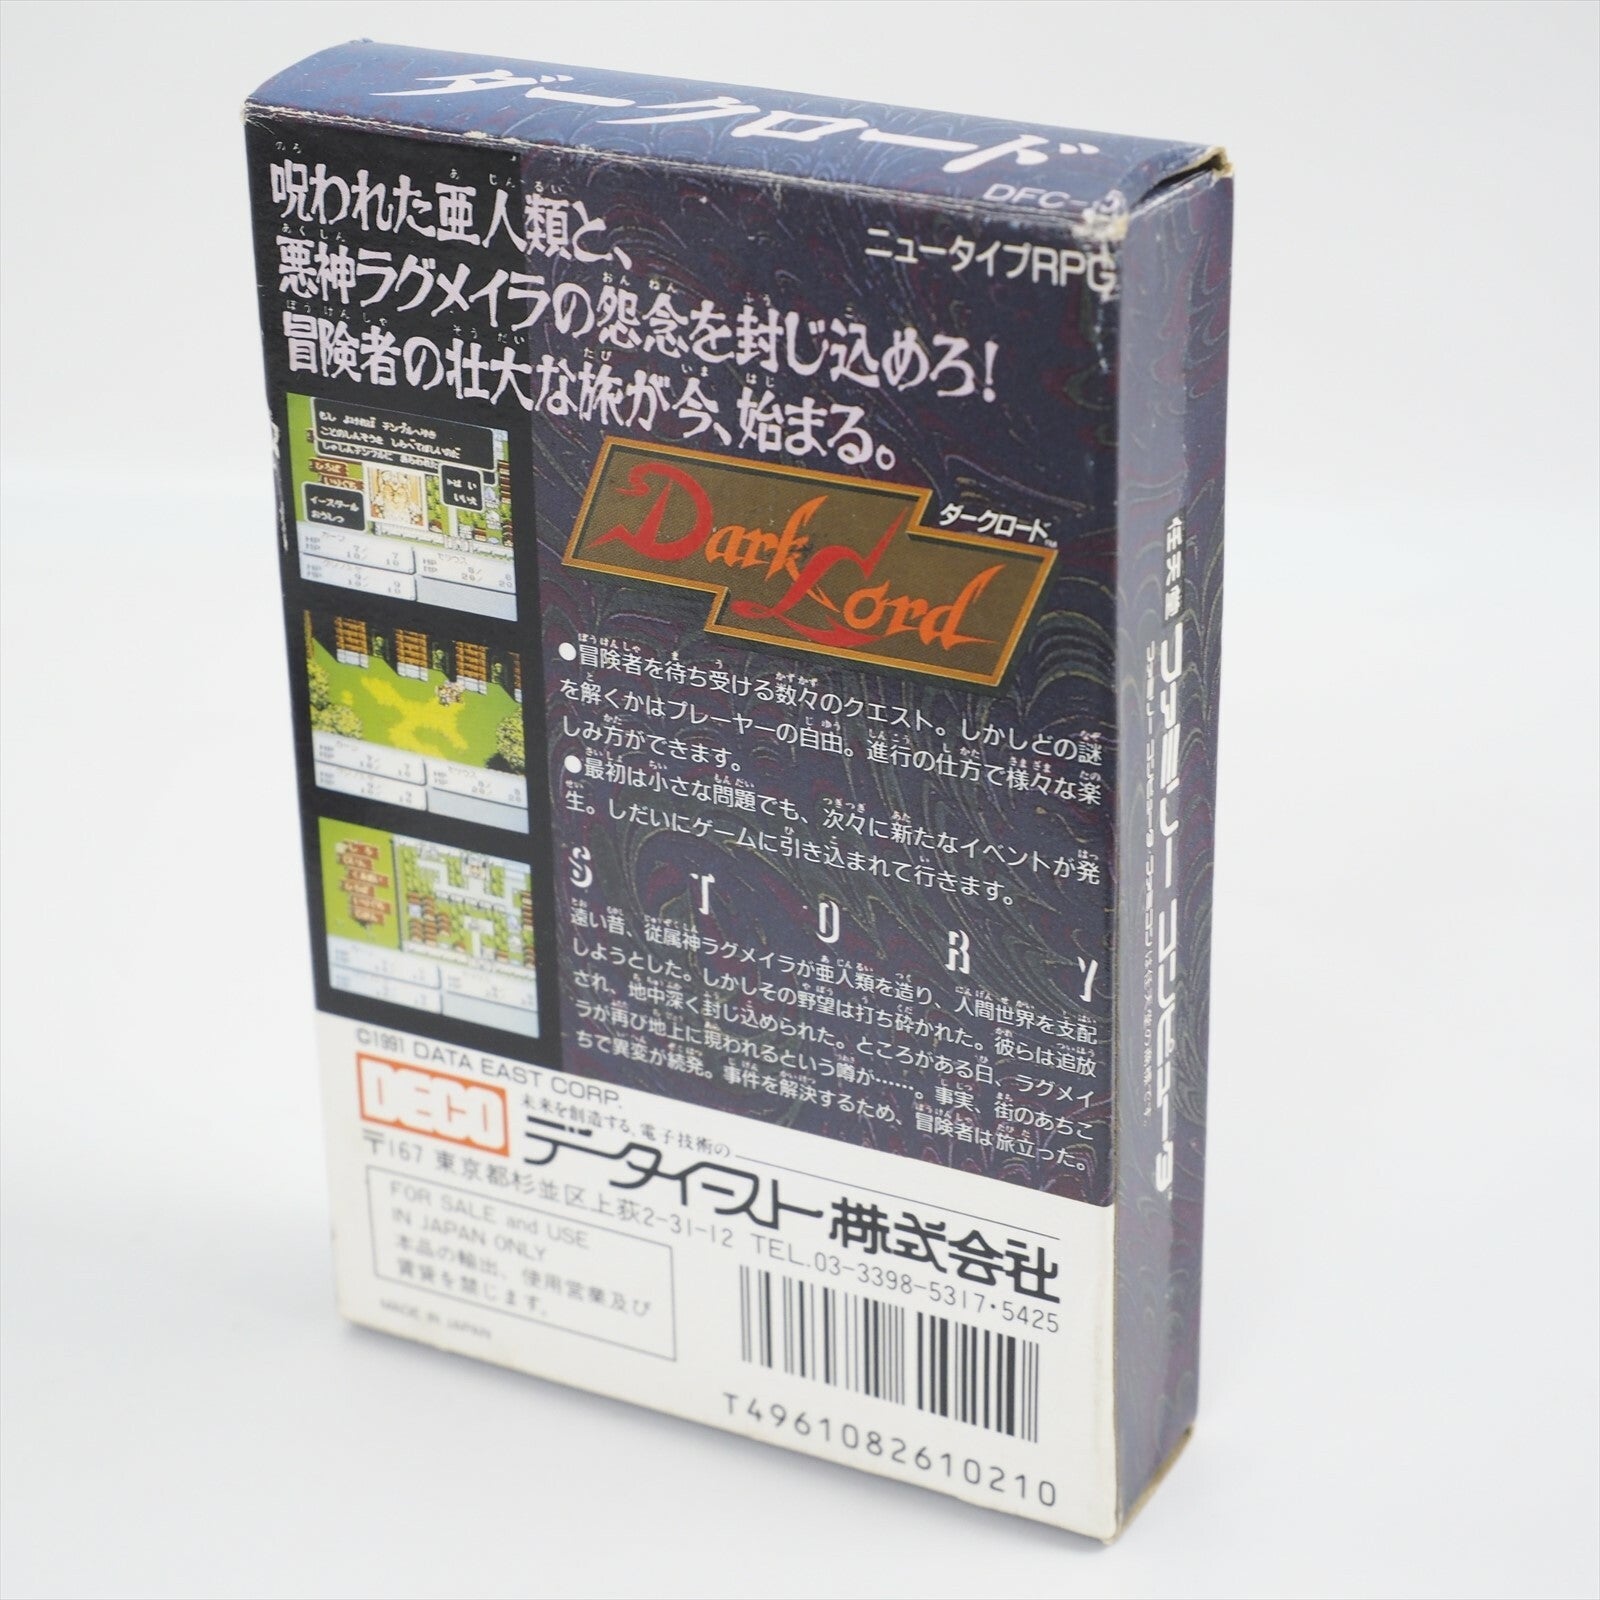 ダークロード
DFC-
ニュータイプRPG
呪われた亜人類と、
悪神ラグメイラの怨念を封じ込めろ!
冒険者の壮大な旅が今、始まる。
Dark Lord
ダークロード
TM
●冒険者を待ち受ける数々のクエスト。しかしどの謎
を解くかはプレーヤーの自由。進行の仕方で様々な楽
しみ方ができます。
●最初は小さな問題でも、次々に新たなイベントが発
生。しだいにゲームに引き込まれて行きます。
STORY
遠い昔、従属神ラグメイラが亜人類を造り、人間世界を支配
しようとした。しかしその野望は打ち砕かれた。彼らは追放
され、地中深く封じ込められた。ところがある日、ラグメイ
ラが再び地上に現われるという噂が……。事実、街のあちこ
ちで異変が続発。事件を解決するため、冒険者は旅立った。
イースタール
おうしつ
はい
いいえ
©1991 DATA EAST CORP.
DECO
未来を創造する、電子技術の
データイースト株式会社
〒167 東京都杉並区上荻2-31-12 TEL.03-3398-5317・5425
FOR SALE and USE
IN JAPAN ONLY
本品の輸出、使用営業及び
賃貸を禁じます。
MADE IN JAPAN
T4961082610210
任天堂 ファミリーコンピュータ